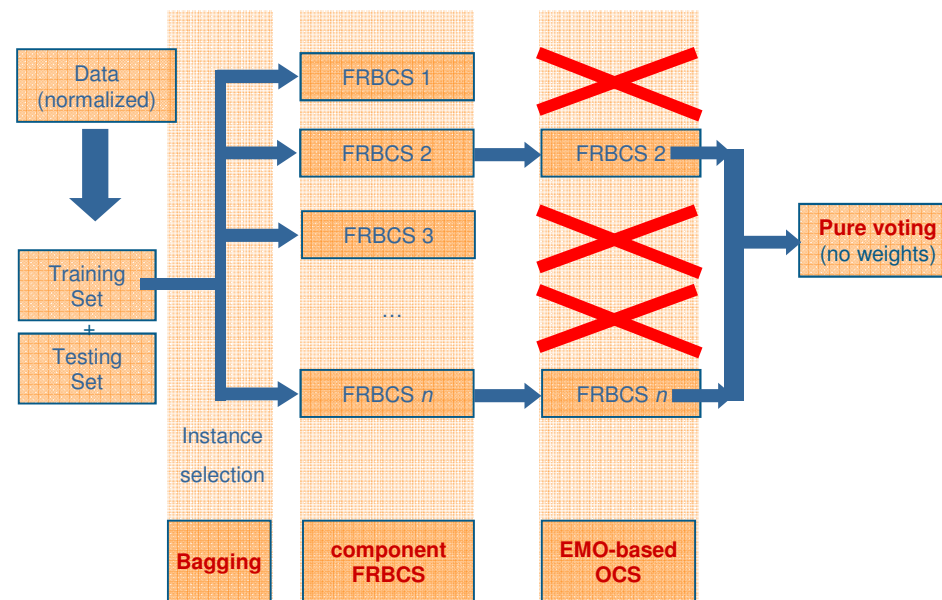 Data
(normalized)
Training
Set
+
Testing
Set
Instance
selection
Bagging
FRBCS 1
FRBCS 2
FRBCS 3
…
FRBCS n
component
FRBCS
FRBCS 2
FRBCS n
EMO-based
OCS
Pure voting
(no weights)